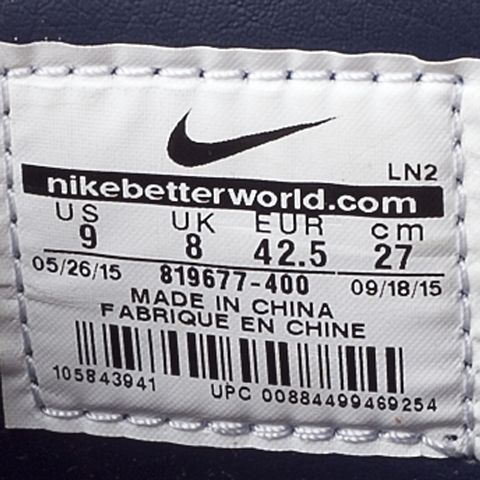 LN2
nikebetterworld.com
US UK EUR cm
9 8 42.5 27
05/26/15 819677-400 09/18/15
MADE IN CHINA
FABRIQUE EN CHINE
105843941 UPC 00884499469254